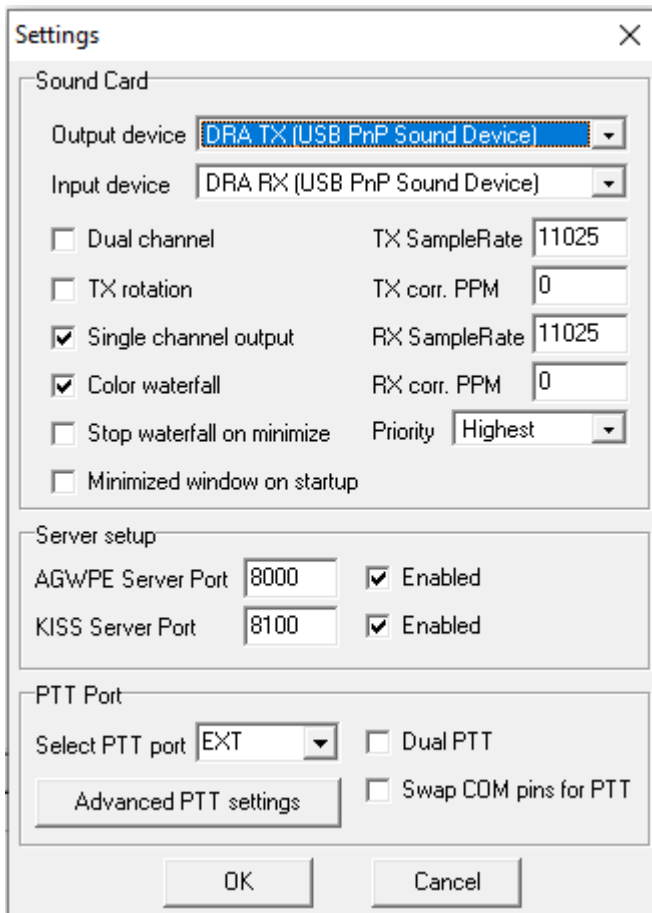 Settings
Sound Card
Output device DRA TX (USB PnP Sound Device)
Input device DRA RX (USB PnP Sound Device)
Dual channel TX SampleRate 11025
TX rotation TX corr. PPM 0
Single channel output RX SampleRate 11025
Color waterfall RX corr. PPM 0
Stop waterfall on minimize Priority Highest
Minimized window on startup
Server setup
AGWPE Server Port 8000 Enabled
KISS Server Port 8100 Enabled
PTT Port
Select PTT port EXT Dual PTT
Advanced PTT settings Swap COM pins for PTT
OK Cancel